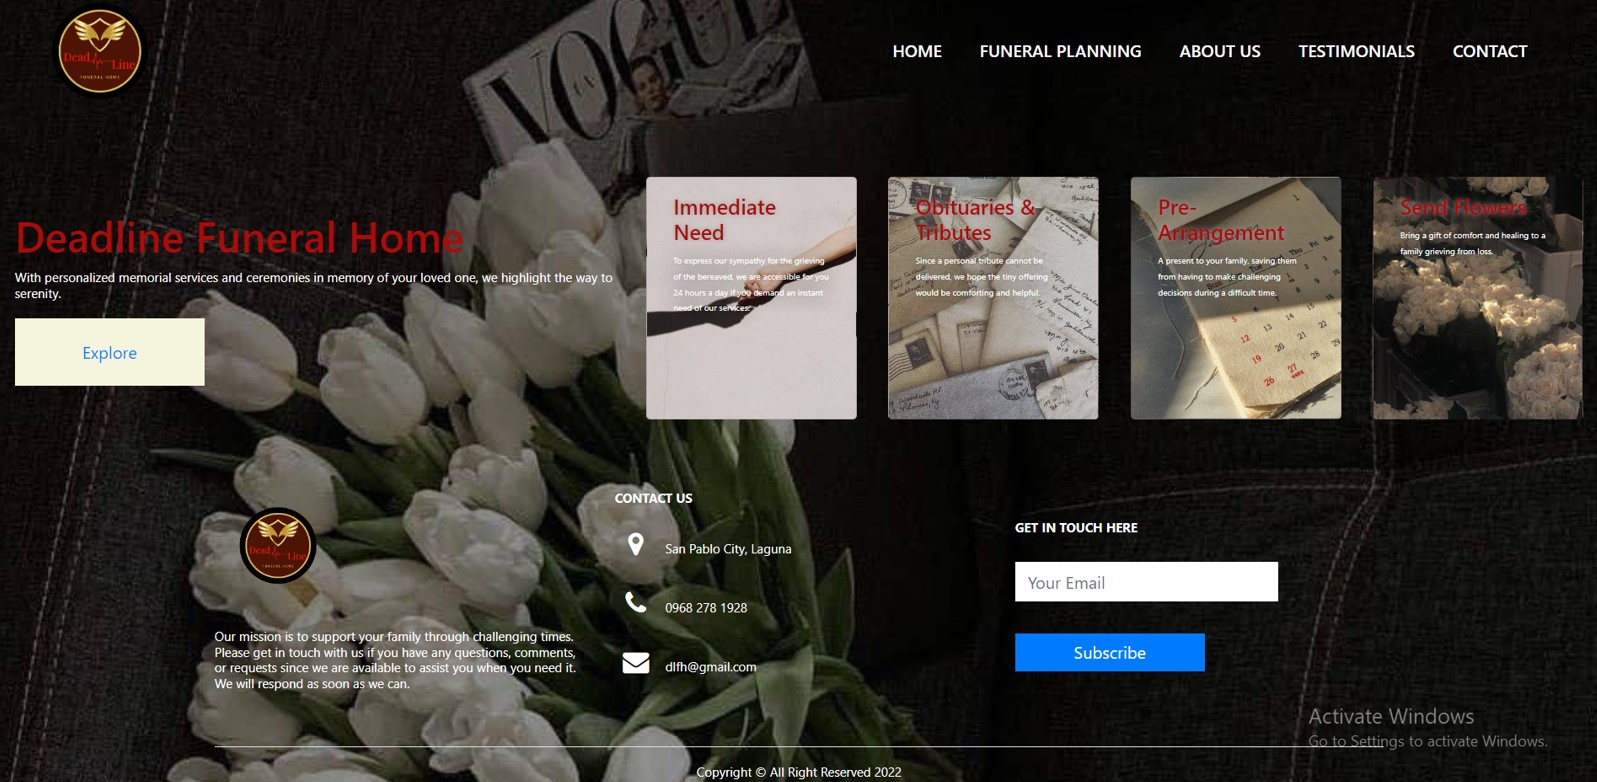 VOGUE
Dead Line
FUNERAL HOME
HOME FUNERAL PLANNING ABOUT US TESTIMONIALS CONTACT
Deadline Funeral Home
With personalized memorial services and ceremonies in memory of your loved one, we highlight the way to
serenity.
Explore
Immediate
Need
To express our sympathy for the grieving
of the bereaved, we are accessible for you
24 hours a day if you demand an instant
need of our services.
Obituaries &
Tributes
Since a personal tribute cannot be
delivered, we hope the tiny offering
would be comforting and helpful.
Pre-
Arrangement
A present to your family, saving them
from having to make challenging
decisions during a difficult time.
Send Flowers
Bring a gift of comfort and healing to a
family grieving from loss.
Dead Line
FUNERAL HOME
Our mission is to support your family through challenging times.
Please get in touch with us if you have any questions, comments,
or requests since we are available to assist you when you need it.
We will respond as soon as we can.
CONTACT US
San Pablo City, Laguna
0968 278 1928
dlfh@gmail.com
GET IN TOUCH HERE
Your Email
Subscribe
Activate Windows
Go to Settings to activate Windows.
Copyright © All Right Reserved 2022